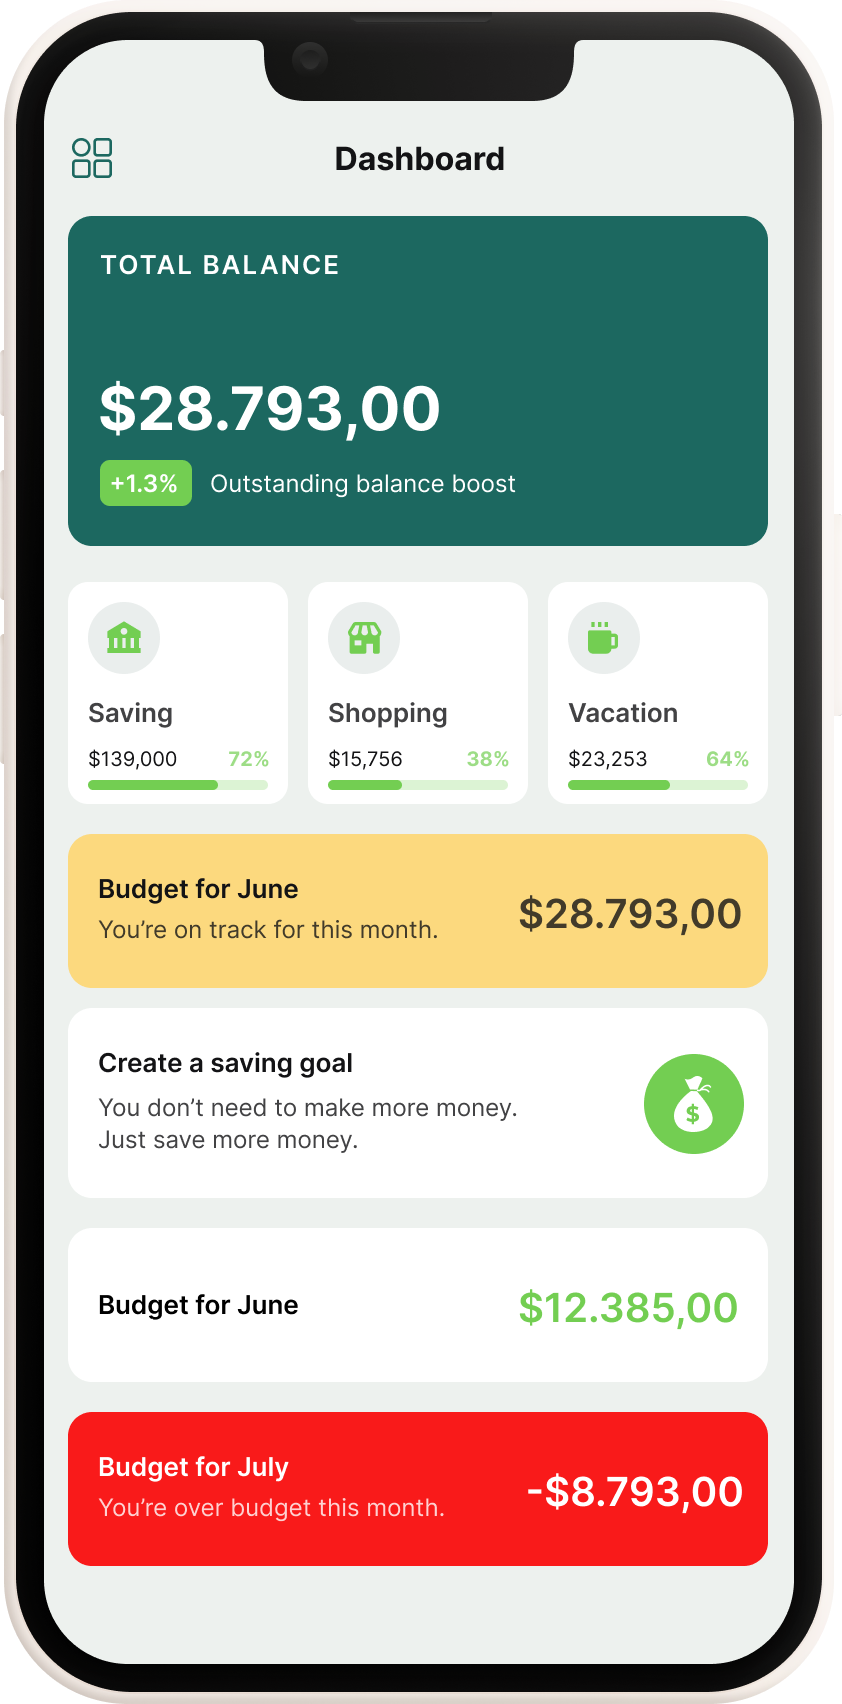 Dashboard
TOTAL BALANCE
$28.793,00
+1.3% Outstanding balance boost
Saving
$139,000 72%
Shopping
$15,756 38%
Vacation
$23,253 64%
Budget for June
You’re on track for this month.
$28.793,00
Create a saving goal
You don’t need to make more money.
Just save more money.
$
Budget for June
$12.385,00
Budget for July
You’re over budget this month.
-$8.793,00